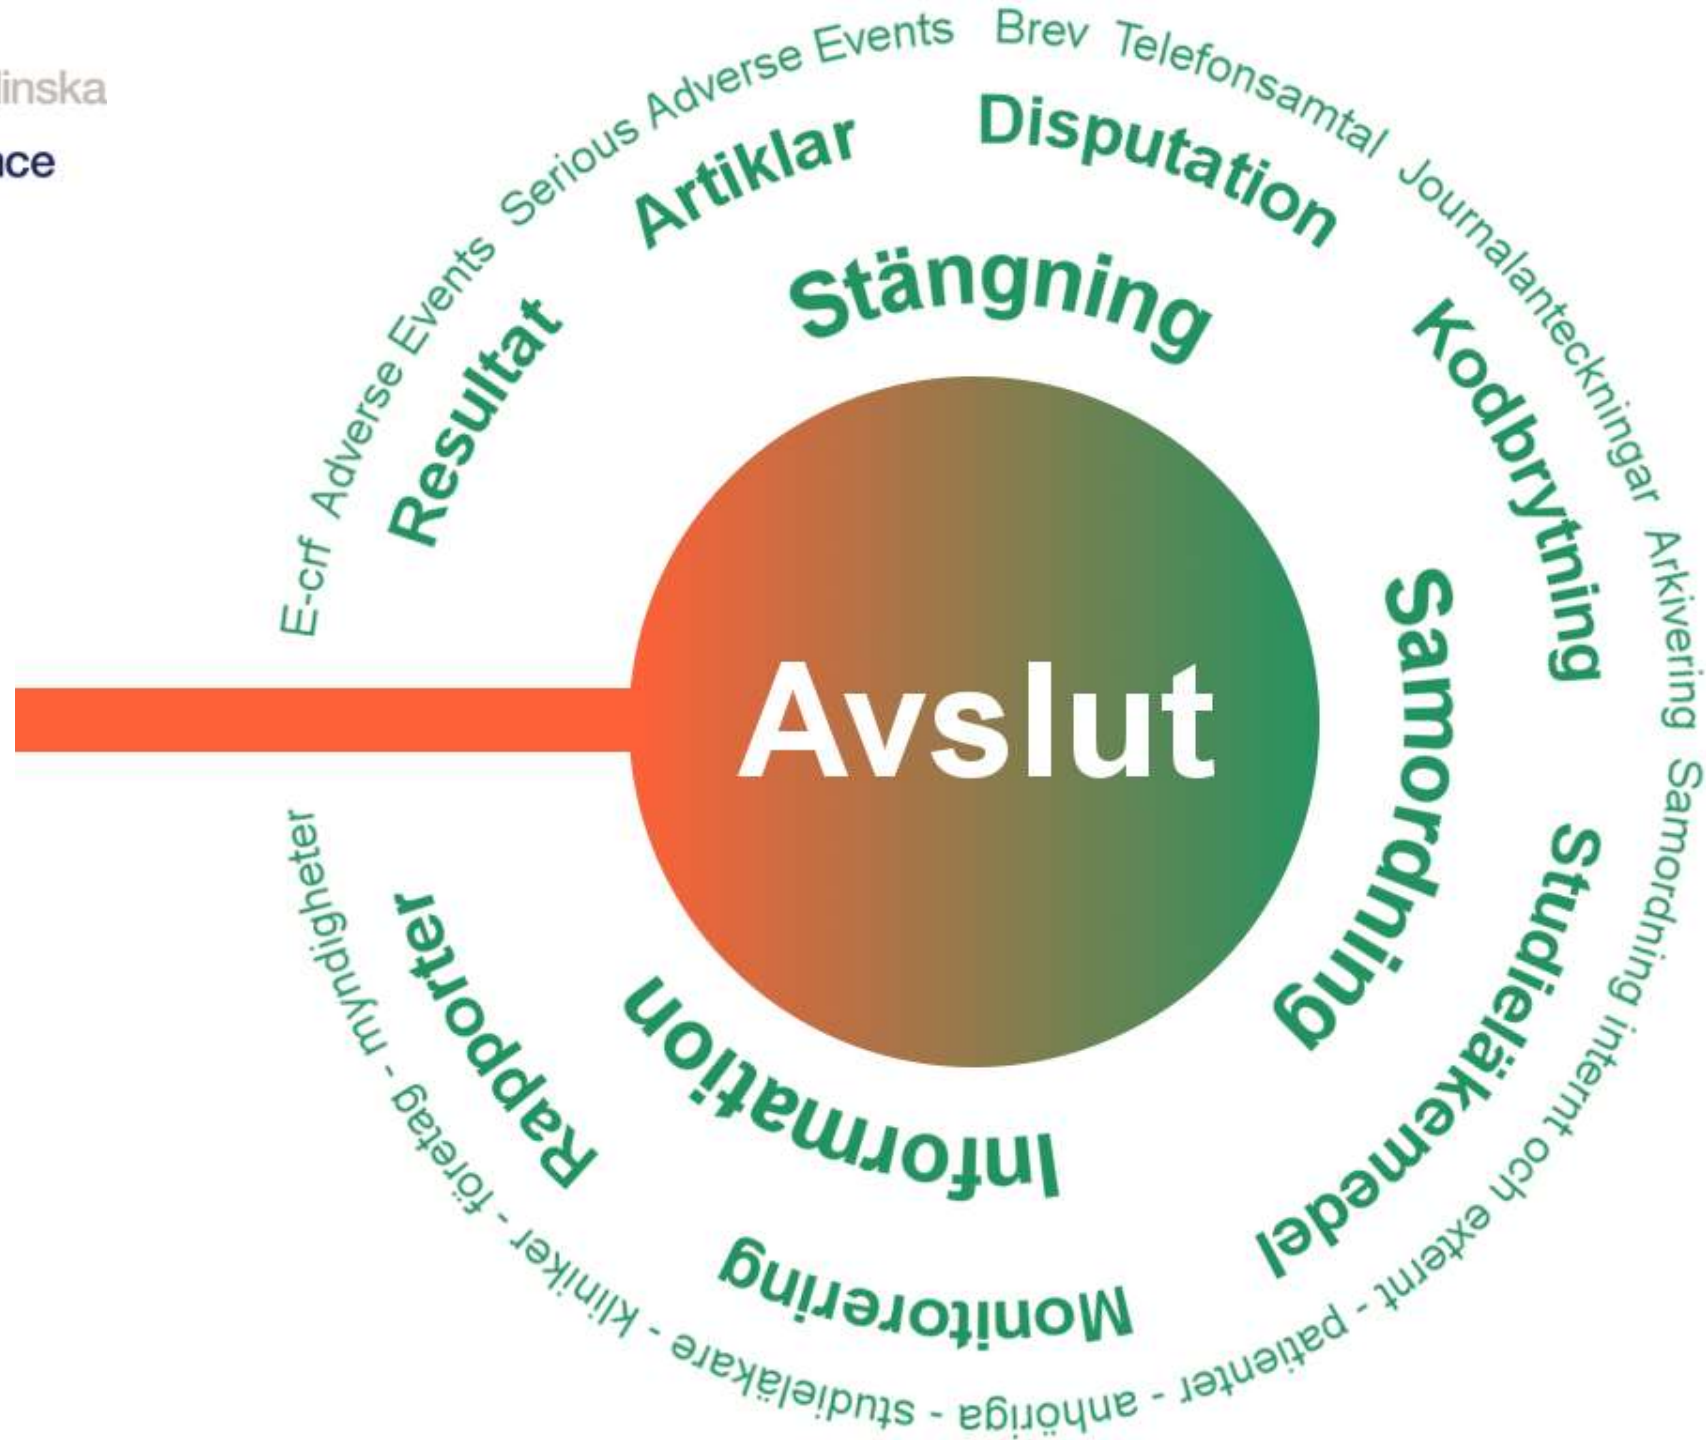 linska
ce
E-crf Adverse Events Serious Adverse Events Brev Telefonsamtal Journalanteckningar Arkivering Samordning internt och externt - patienter - anhöriga - studieläkare - kliniker - företag - myndigheter
Resultat Artiklar Disputation Kodbrytning Studieläkemedel Monitorering Rapporter
Stängning Samordning Information
Avslut